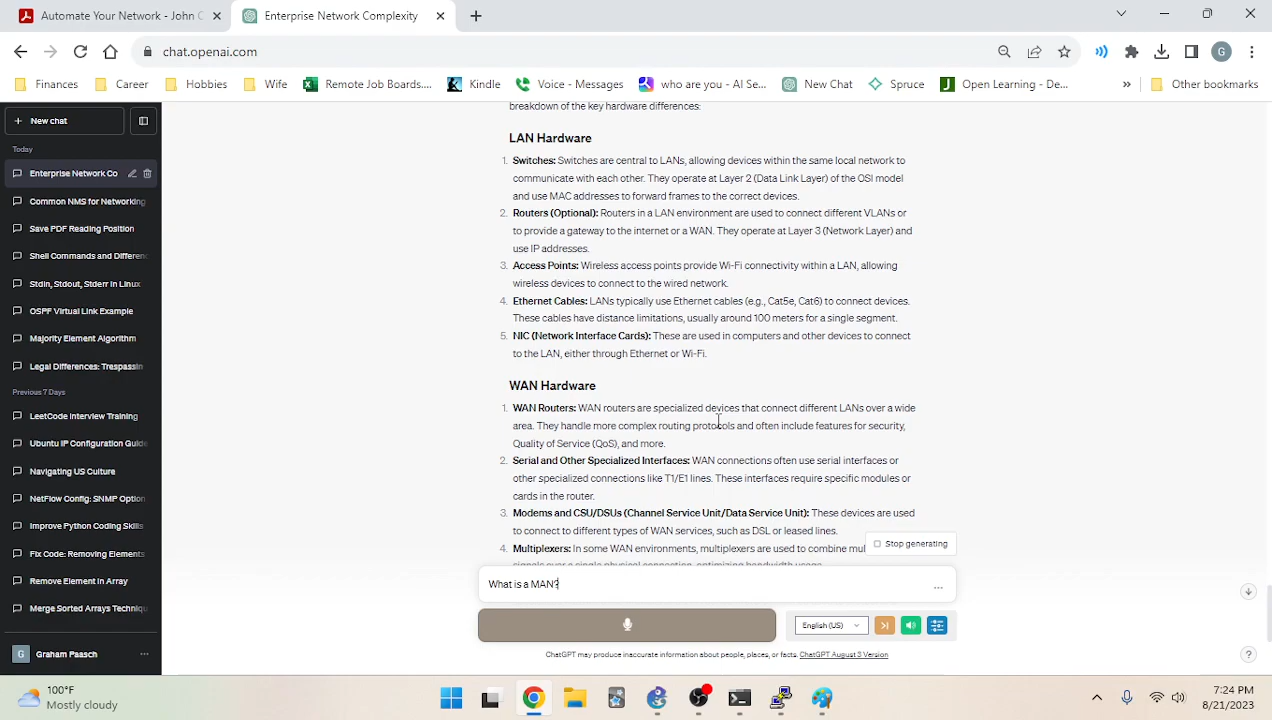 Automate Your Network - John C
Enterprise Network Complexity
chat.openai.com
G
Finances
Career
Hobbies
Wife
Remote Job Boards....
Kindle
Voice - Messages
who are you - AI Se...
New Chat
Spruce
Open Learning - De...
»
Other bookmarks
New chat
Today
Enterprise Network Co
Common NMS for Networking
Save PDF Reading Position
Shell Commands and Differenc
Stdin, Stdout, Stderr in Linux
OSPF Virtual Link Example
Majority Element Algorithm
Legal Differences: Trespassin
Previous 7 Days
LeetCode Interview Training
Ubuntu IP Configuration Guide
Navigating US Culture
NetFlow Config: SNMP Option
Improve Python Coding Skills
Fix Code: Removing Elements
Remove Element in Array
Merged Sorted Arrays Techniqu
G Graham Paasch ...
breakdown of the key hardware differences:
LAN Hardware
1. Switches: Switches are central to LANs, allowing devices within the same local network to
communicate with each other. They operate at Layer 2 (Data Link Layer) of the OSI model
and use MAC addresses to forward frames to the correct devices.
2. Routers (Optional): Routers in a LAN environment are used to connect different VLANs or
to provide a gateway to the internet or a WAN. They operate at Layer 3 (Network Layer) and
use IP addresses.
3. Access Points: Wireless access points provide Wi-Fi connectivity within a LAN, allowing
wireless devices to connect to the wired network.
4. Ethernet Cables: LANs typically use Ethernet cables (e.g., Cat5e, Cat6) to connect devices.
These cables have distance limitations, usually around 100 meters for a single segment.
5. NIC (Network Interface Cards): These are used in computers and other devices to connect
to the LAN, either through Ethernet or Wi-Fi.
WAN Hardware
1. WAN Routers: WAN routers are specialized devices that connect different LANs over a wide
area. They handle more complex routing protocols and often include features for security,
Quality of Service (QoS), and more.
2. Serial and Other Specialized Interfaces: WAN connections often use serial interfaces or
other specialized connections like T1/E1 lines. These interfaces require specific modules or
cards in the router.
3. Modems and CSU/DSUs (Channel Service Unit/Data Service Unit): These devices are used
to connect to different types of WAN services, such as DSL or leased lines.
4. Multiplexers: In some WAN environments, multiplexers are used to combine mul
signals over a single physical connection, optimizing bandwidth usage.
Stop generating
What is a MAN?
English (US)
ChatGPT may produce inaccurate information about people, places, or facts. ChatGPT August 3 Version
?
100°F
Mostly cloudy
7:24 PM
8/21/2023